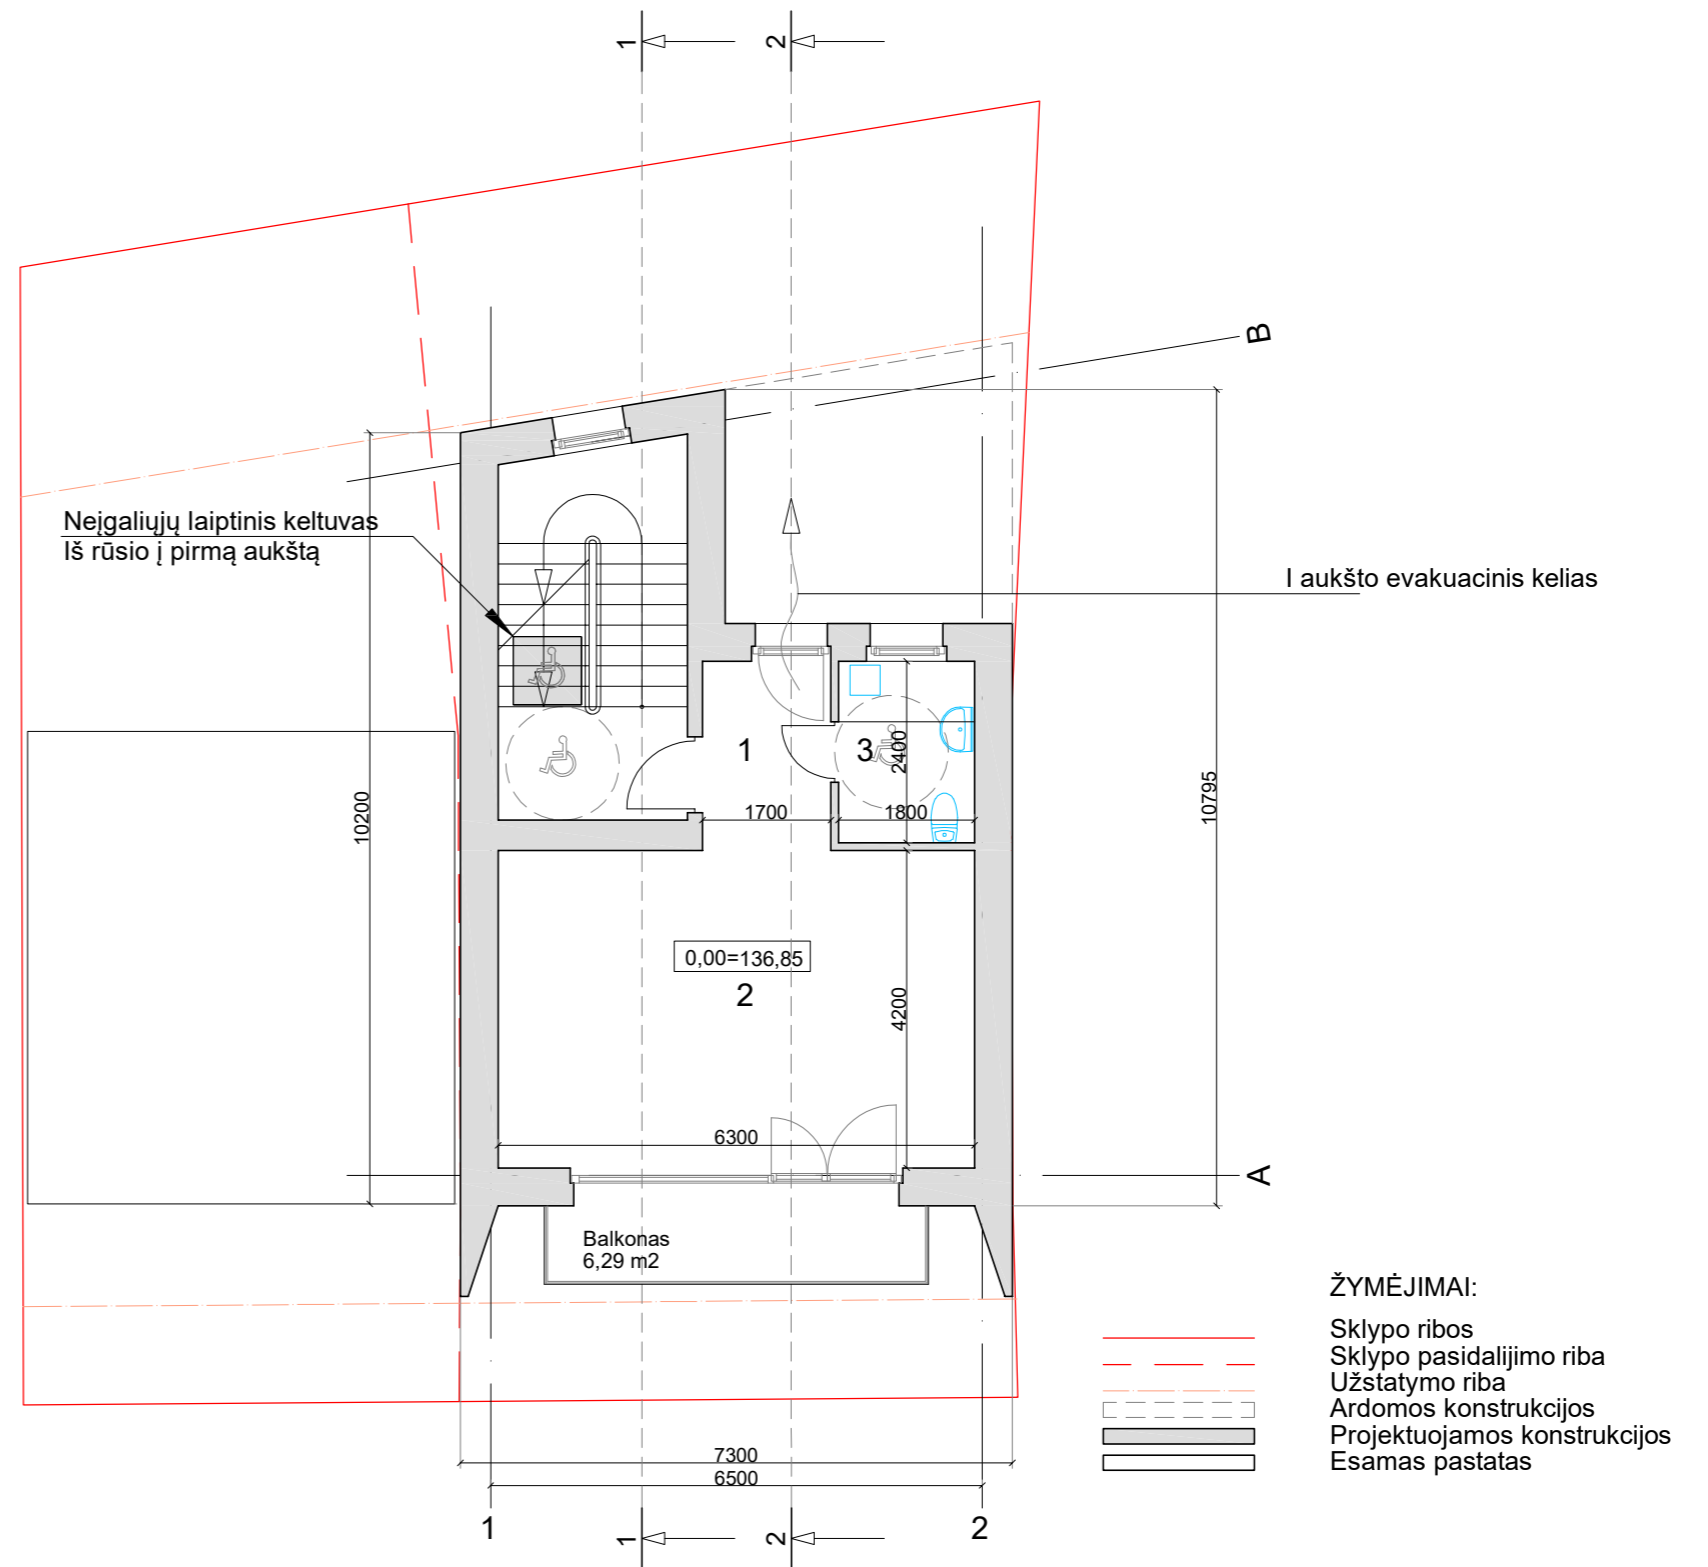 1
2
B
Neįgaliųjų laiptinis keltuvas
Iš rūsio į pirmą aukštą
I aukšto evakuacinis kelias
1
3
2400
10200
1700
1800
10795
0,00=136,85
2
4200
6300
A
Balkonas
6,29 m2
ŽYMĖJIMAI:
Sklypo ribos
Sklypo pasidalijimo riba
Užstatymo riba
Ardomos konstrukcijos
Projektuojamos konstrukcijos
Esamas pastatas
7300
6500
1
1
2
2